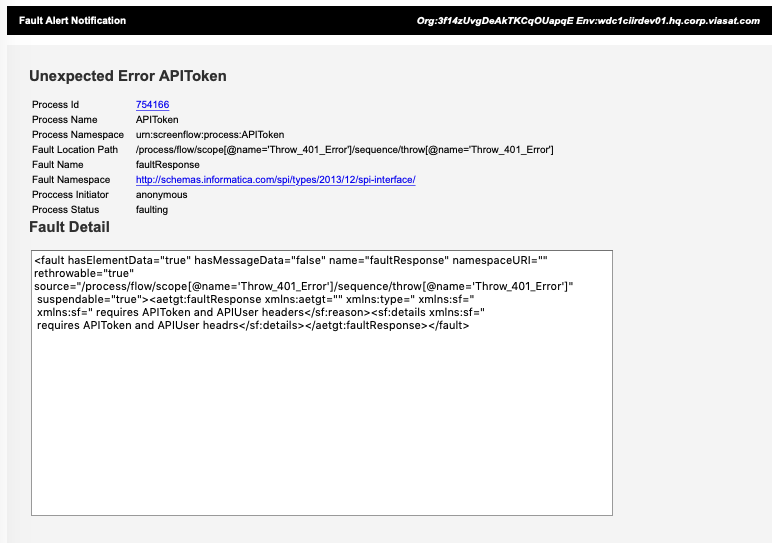 Fault Alert Notification Org:3f14zUvgDeAkTKCqOUapqE Env:wdc1ciirdev01.hq.corp.viasat.com
Unexpected Error APIToken
Process Id 754166
Process Name APIToken
Process Namespace urn:screenflow:process:APIToken
Fault Location Path /process/flow/scope[@name='Throw_401_Error']/sequence/throw[@name='Throw_401_Error']
Fault Name faultResponse
Fault Namespace http://schemas.informatica.com/spi/types/2013/12/spi-interface/
Proccess Initiator anonymous
Process Status faulting
Fault Detail
<fault hasElementData="true" hasMessageData="false" name="faultResponse" namespaceURI=""
rethrowable="true"
source="/process/flow/scope[@name='Throw_401_Error']/sequence/throw[@name='Throw_401_Error']"
suspendable="true"><aetgt:faultResponse xmlns:aetgt="" xmlns:type=" xmlns:sf="
xmlns:sf=" requires APIToken and APIUser headers</sf:reason><sf:details xmlns:sf="
requires APIToken and APIUser headrs</sf:details></aetgt:faultResponse></fault>